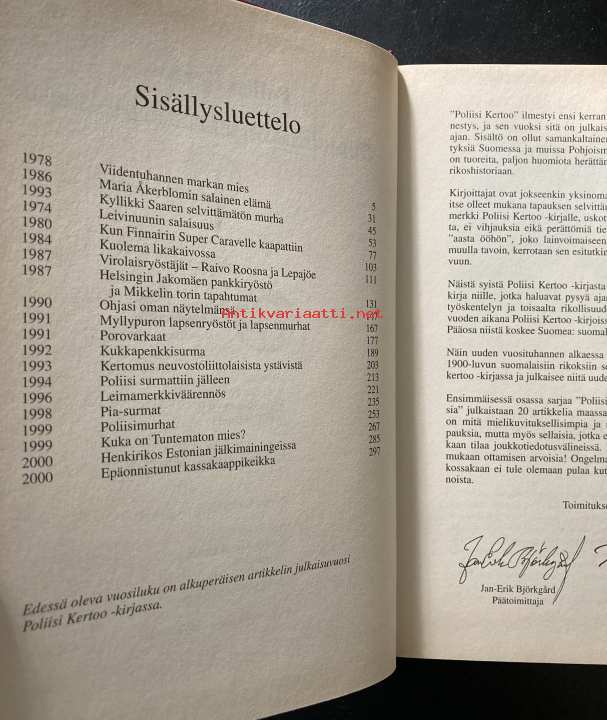 Sisällysluettelo
1978 Viidentuhannen markan mies 5
1986 Maria Åkerblomin salainen elämä 31
1993 Kyllikki Saaren selvittämätön murha 45
1974 Leivinuunin salaisuus 53
1980 Kun Finnairin Super Caravelle kaapattiin 77
1984 Kuolema likakaivossa 103
1987 Virolaisryöstäjät – Raivo Roosna ja Lepajõe 111
1987 Helsingin Jakomäen pankkiryöstö
ja Mikkelin torin tapahtumat 131
1990 Ohjasi oman näytelmänsä
1991 Myllypuron lapsenryöstöt ja lapsenmurhat 167
1991 Porovarkaat 177
1992 Kukkapenkkisurma 189
1993 Kertomus neuvostoliittolaisista ystävistä 203
1994 Poliisi surmattiin jälleen 213
1996 Leimamerkkiväärennös 221
1998 Pia-surmat 235
1999 Poliisimurhat 253
1999 Kuka on Tuntematon mies? 267
2000 Henkirikos Estonian jälkimainingeissa 285
2000 Epäonnistunut kassakaappikeikka 297
Edessä oleva vuosiluku on alkuperäisen artikkelin julkaisuvuosi
Poliisi Kertoo -kirjassa.
Antikvariaatti.net
"Poliisi Kertoo" ilmestyi ensi kerran
nestys, ja sen vuoksi sitä on julkais
ajan. Sisältö on ollut samankaltainen
tyksiä Suomessa ja muissa Pohjoism
on tuoreita, paljon huomiota herättän
rikoshistoriaan.
Kirjoittajat ovat jokseenkin yksinoma
itse olleet mukana tapauksen selvittäm
merkki Poliisi Kertoo -kirjalle, uskot
ta, ei vihjauksia eikä perättömiä tie
"aasta ööhön", joko lainvoimaiseen
muulla tavoin, kerrotaan sen esitutkin
vuun.
Näistä syistä Poliisi Kertoo -kirjasta
kirja niille, jotka haluavat pysyä ajan
työskentelyn ja toisaalta rikollisuude
vuoden aikana Poliisi Kertoo -kirjoiss
Pääosa niistä koskee Suomea: suomal
Näin uuden vuosituhannen alkaessa
1900-luvun suomalaisiin rikoksiin se
kertoo -kirjassa ja julkaisee niitä uude
Ensimmäisessä osassa sarjaa "Poliisi
sia" julkaistaan 20 artikkelia maassa
on mitä mielikuvituksellisimpia ja
pauksia, mutta myös sellaisia, jotka e
kaan tilaa joukkotiedotusvälineissä.
mukaan ottamisen arvoisia! Ongelma
kossakaan ei tule olemaan pulaa kut
noista.
Toimitukse
Jan-Erik Björkgård
Jan-Erik Björkgård
Päätoimittaja